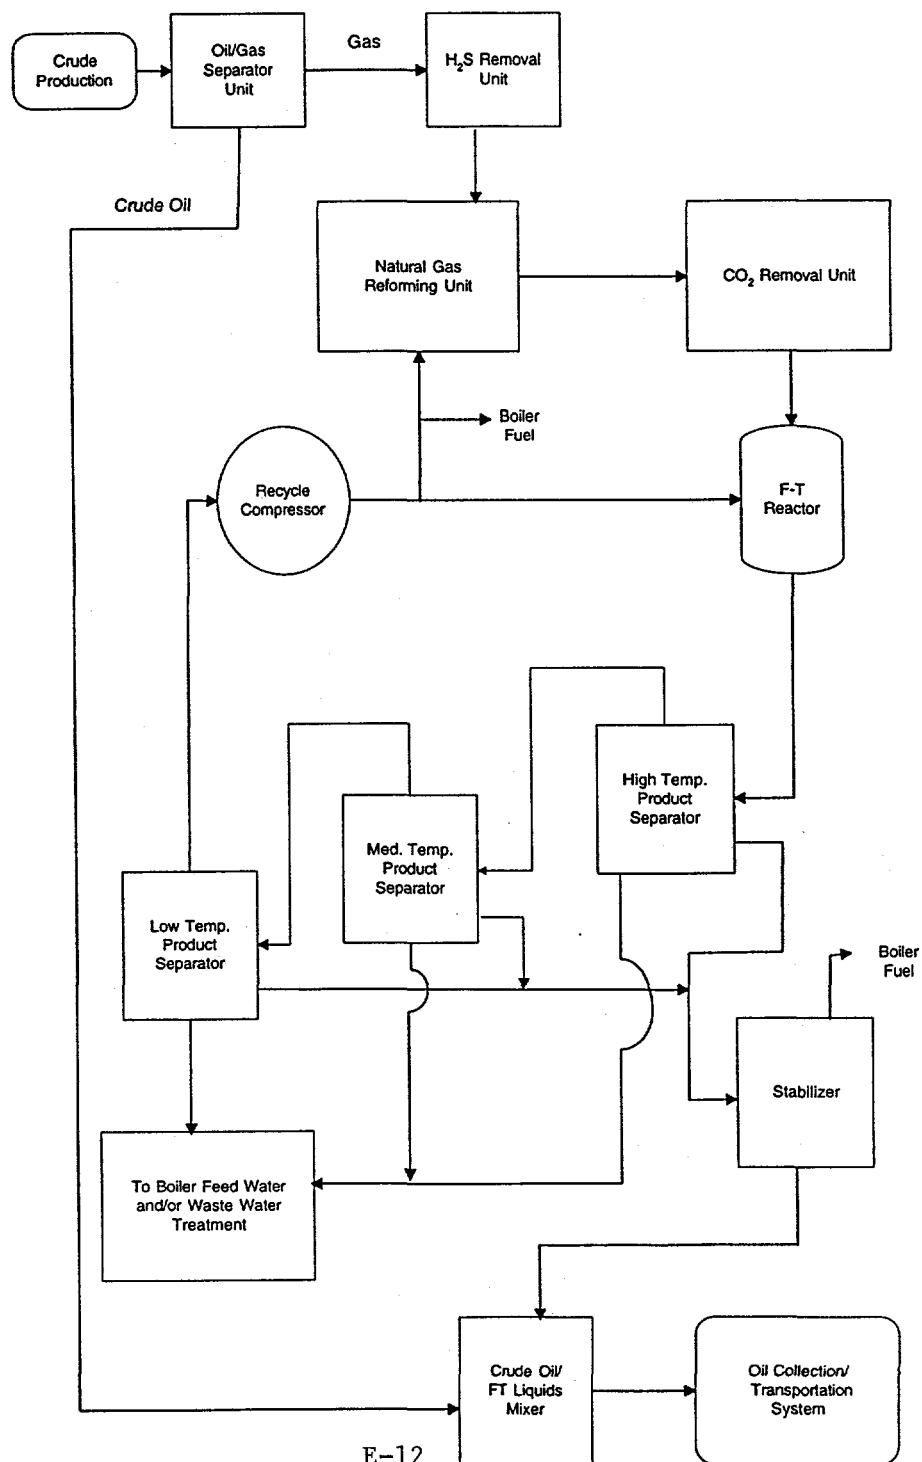 Crude
Production
Oil/Gas
Separator
Unit
Gas
H₂S Removal
Unit
Crude Oil
Natural Gas
Reforming Unit
CO₂ Removal Unit
Boiler
Fuel
Recycle
Compressor
F-T
Reactor
High Temp.
Product
Separator
Med. Temp.
Product
Separator
Low Temp.
Product
Separator
Boiler
Fuel
Stabilizer
To Boiler Feed Water
and/or Waste Water
Treatment
Crude Oil/
FT Liquids
Mixer
Oil Collection/
Transportation
System
E-12